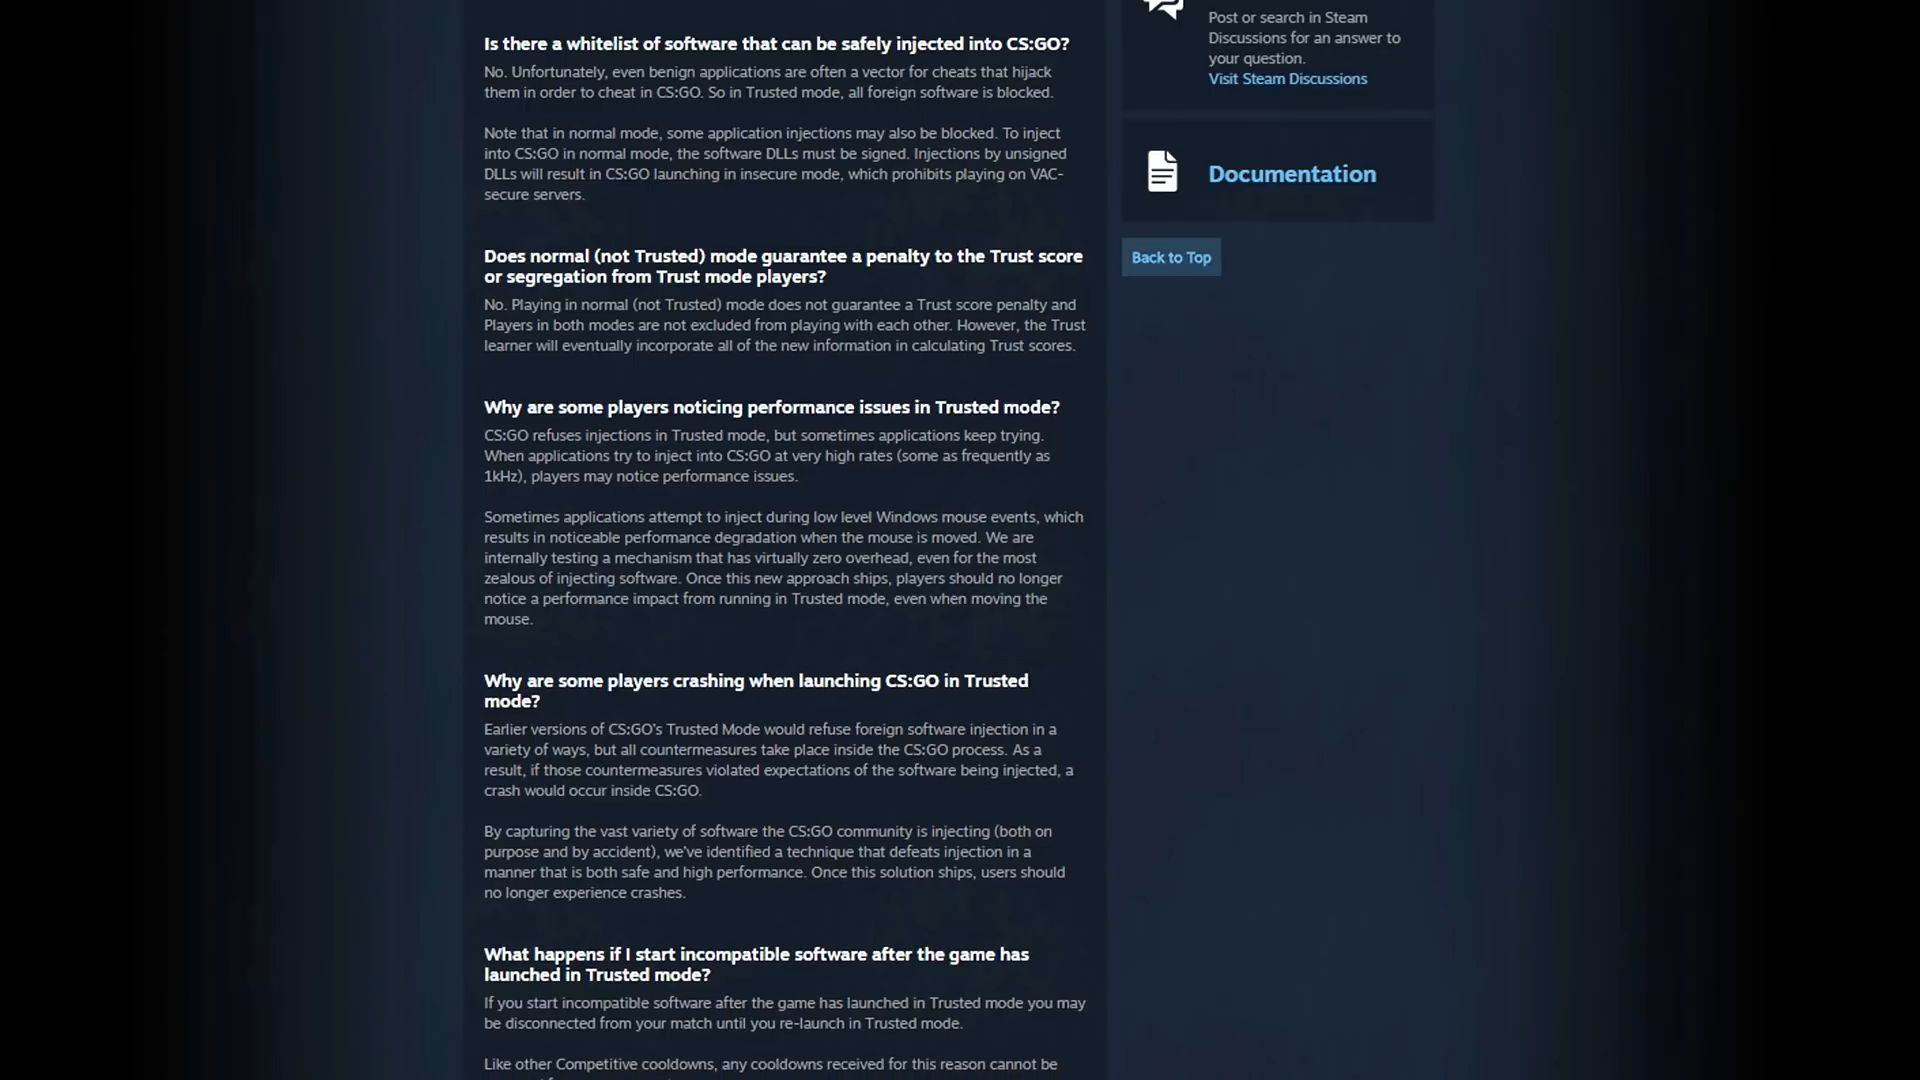 Is there a whitelist of software that can be safely injected into CS:GO?
No. Unfortunately, even benign applications are often a vector for cheats that hijack
them in order to cheat in CS:GO. So in Trusted mode, all foreign software is blocked.
Note that in normal mode, some application injections may also be blocked. To inject
into CS:GO in normal mode, the software DLLs must be signed. Injections by unsigned
DLLs will result in CS:GO launching in insecure mode, which prohibits playing on VAC-
secure servers.
Does normal (not Trusted) mode guarantee a penalty to the Trust score
or segregation from Trust mode players?
No. Playing in normal (not Trusted) mode does not guarantee a Trust score penalty and
Players in both modes are not excluded from playing with each other. However, the Trust
learner will eventually incorporate all of the new information in calculating Trust scores.
Why are some players noticing performance issues in Trusted mode?
CS:GO refuses injections in Trusted mode, but sometimes applications keep trying.
When applications try to inject into CS:GO at very high rates (some as frequently as
1kHz), players may notice performance issues.
Sometimes applications attempt to inject during low level Windows mouse events, which
results in noticeable performance degradation when the mouse is moved. We are
internally testing a mechanism that has virtually zero overhead, even for the most
zealous of injecting software. Once this new approach ships, players should no longer
notice a performance impact from running in Trusted mode, even when moving the
mouse.
Why are some players crashing when launching CS:GO in Trusted
mode?
Earlier versions of CS:GO's Trusted Mode would refuse foreign software injection in a
variety of ways, but all countermeasures take place inside the CS:GO process. As a
result, if those countermeasures violated expectations of the software being injected, a
crash would occur inside CS:GO.
By capturing the vast variety of software the CS:GO community is injecting (both on
purpose and by accident), we've identified a technique that defeats injection in a
manner that is both safe and high performance. Once this solution ships, users should
no longer experience crashes.
What happens if I start incompatible software after the game has
launched in Trusted mode?
If you start incompatible software after the game has launched in Trusted mode you may
be disconnected from your match until you re-launch in Trusted mode.
Like other Competitive cooldowns, any cooldowns received for this reason cannot be
Post or search in Steam
Discussions for an answer to
your question.
Visit Steam Discussions
Documentation
Back to Top